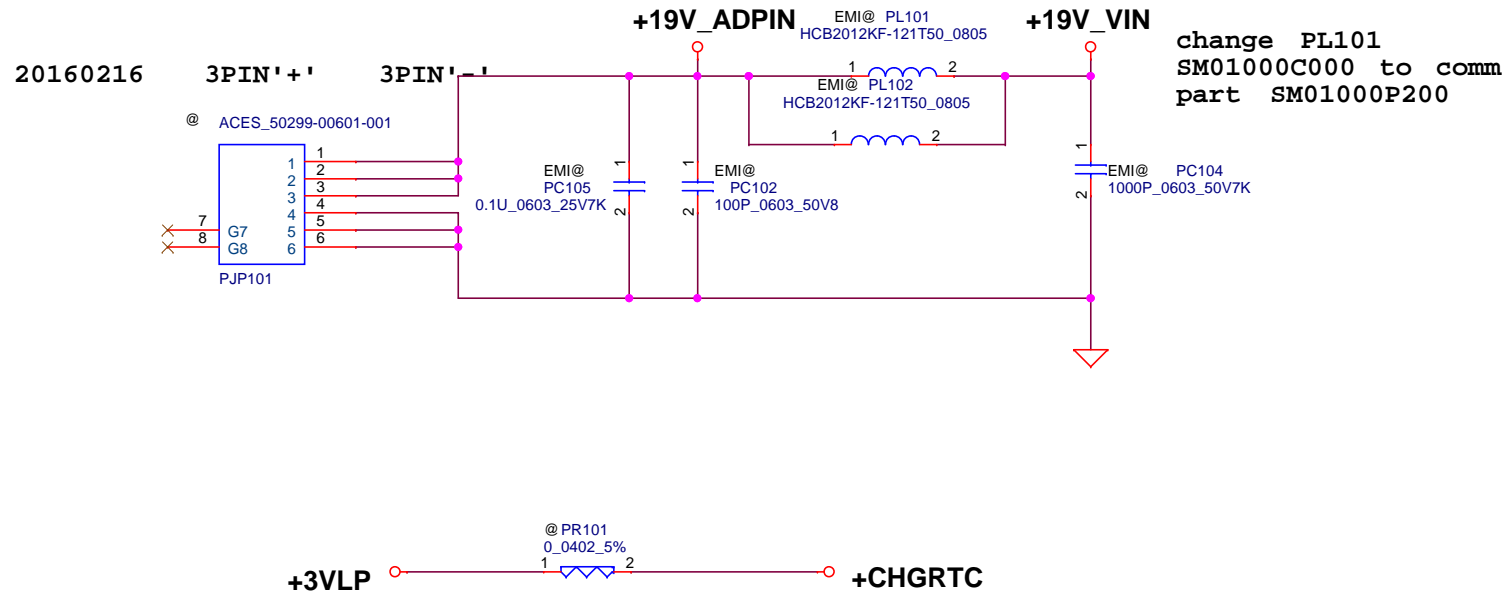 +19V_ADPIN
EMI@ PL101
HCB2012KF-121T50_0805
+19V_VIN
change PL101
SM01000C000 to comm
part SM01000P200
20160216 3PIN'+' 3PIN'-'
1 2
EMI@ PL102
HCB2012KF-121T50_0805
1 2
@ ACES_50299-00601-001
1 1
2 2
3 3
4 4
5 5
6 6
7 G7
8 G8
PJP101
1
EMI@
PC105
0.1U_0603_25V7K
2
1
EMI@
PC102
100P_0603_50V8
2
1
EMI@ PC104
1000P_0603_50V7K
2
@ PR101
0_0402_5%
1 2
+3VLP
+CHGRTC